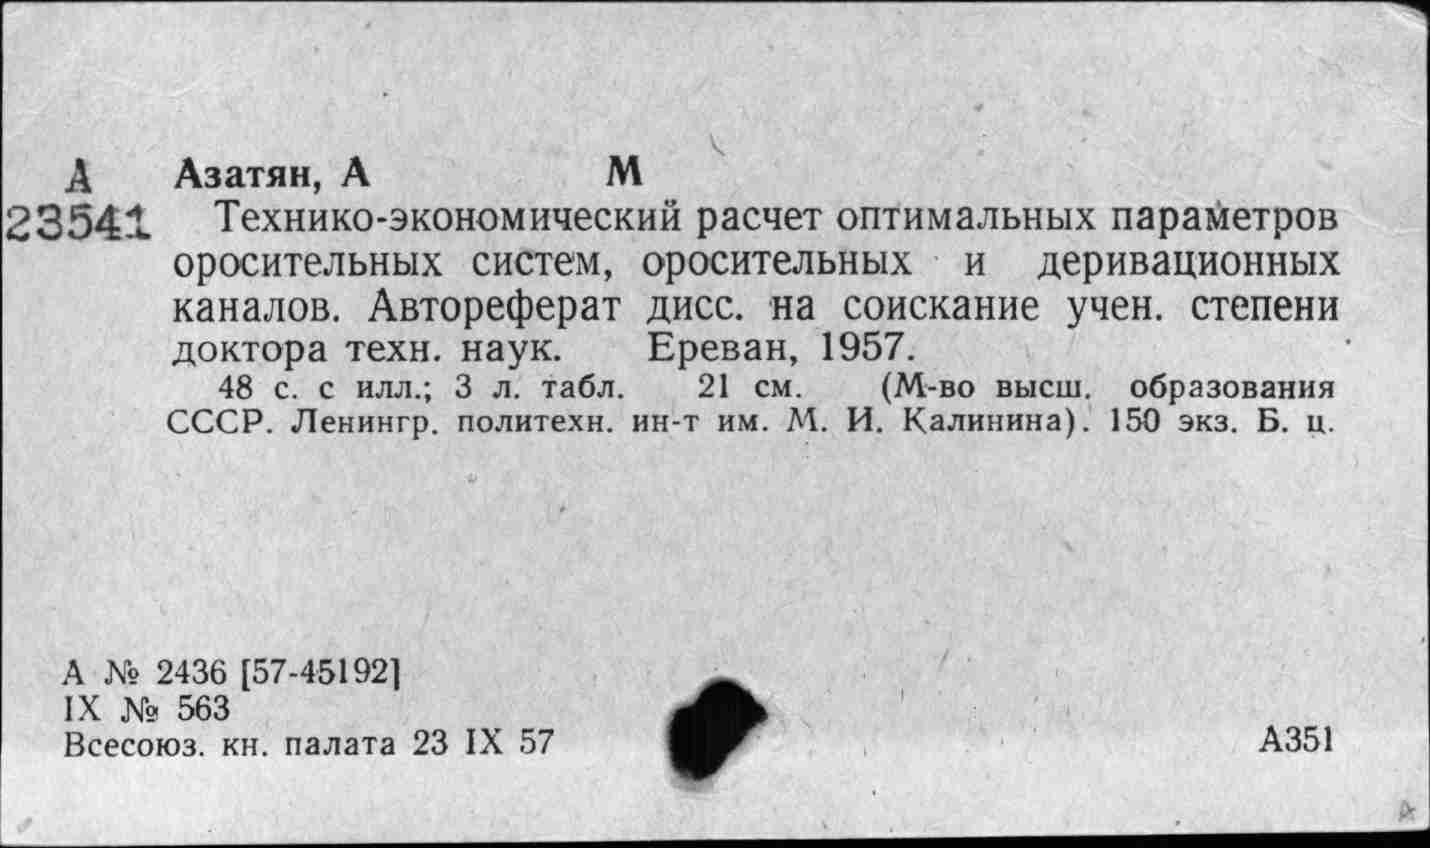 А Азатян, А М
23541 Технико-экономический расчет оптимальных параметров
оросительных систем, оросительных и деривационных
каналов. Автореферат дисс. на соискание учен. степени
доктора техн. наук. Ереван, 1957.
48 с. с илл.; 3 л. табл. 21 см. (М-во высш. образования
СССР. Ленингр. политехн. ин-т им. М. И. Калинина). 150 экз. Б. ц.
А № 2436 [57-45192]
IX № 563
Всесоюз. кн. палата 23 IX 57
А351